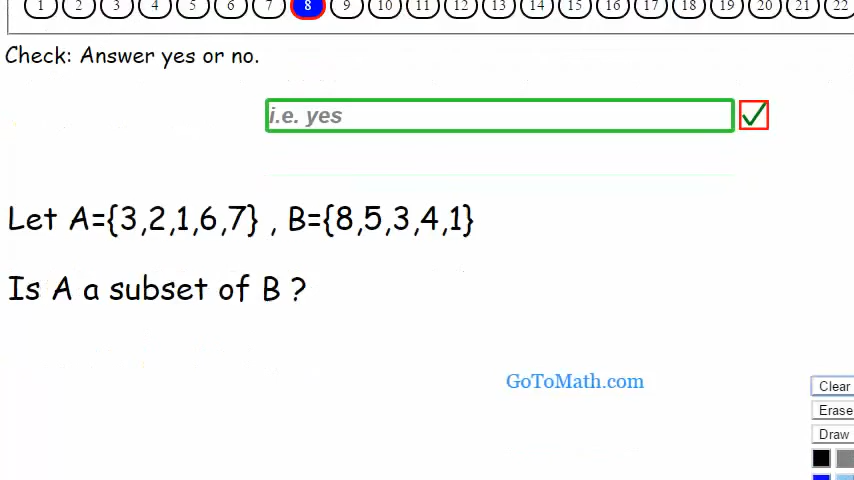 1 2 3 4 5 6 7 8 9 10 11 12 13 14 15 16 17 18 19 20 21 22
Check: Answer yes or no.
i.e. yes
Let A={3,2,1,6,7} , B={8,5,3,4,1}
Is A a subset of B ?
GoToMath.com
Clear
Erase
Draw